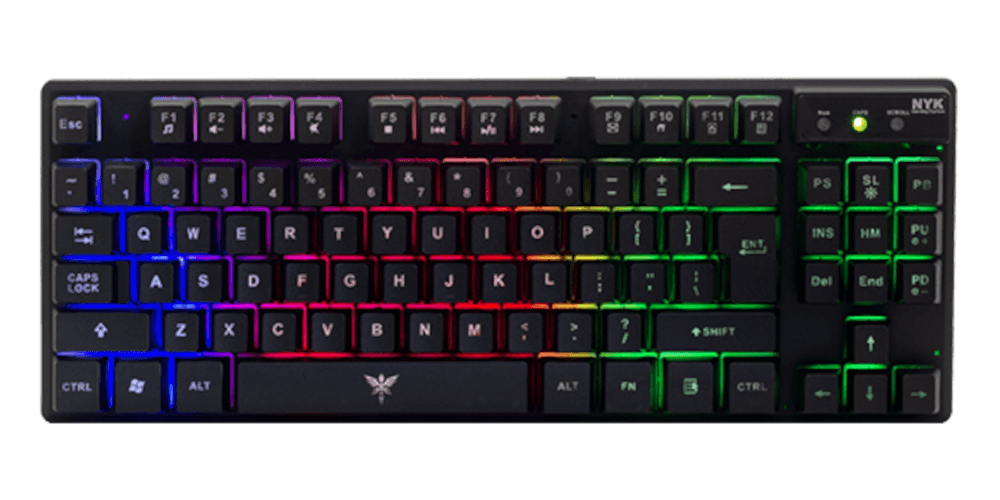 NYK
Num CAPS SCROLL
Esc F1 F2 F3 F4 F5 F6 F7 F8 F9 F10 F11 F12
~ ! 1 @ 2 # 3 $ 4 % 5 ^ 6 & 7 * 8 ( 9 ) 0 - + = ← PS SL PB
Q W E R T Y U I O P { [ } ] ENT INS HM PU
CAPS LOCK A S D F G H J K L : ; " ' | \ Del End PD
Z X C V B N M < , > . ? / SHIFT ↑
CTRL ALT ALT FN CTRL ← ↓ →